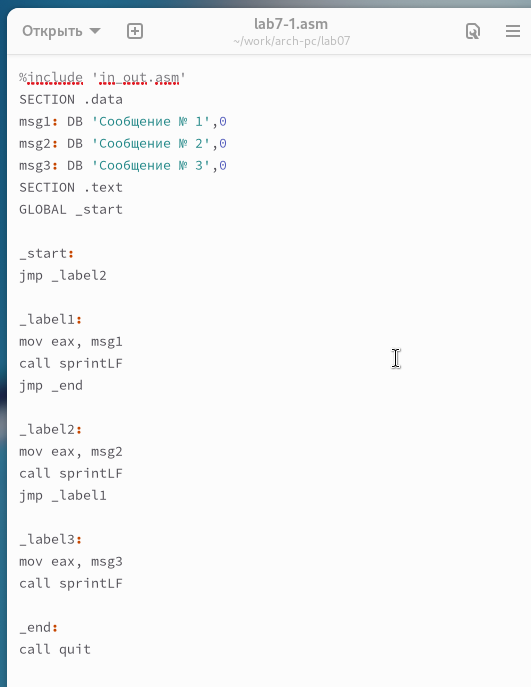 Открыть
lab7-1.asm
~/work/arch-pc/lab07
%include 'in_out.asm'
SECTION .data
msg1: DB 'Сообщение № 1',0
msg2: DB 'Сообщение № 2',0
msg3: DB 'Сообщение № 3',0
SECTION .text
GLOBAL _start

_start:
jmp _label2

_label1:
mov eax, msg1
call sprintLF
jmp _end

_label2:
mov eax, msg2
call sprintLF
jmp _label1

_label3:
mov eax, msg3
call sprintLF

_end:
call quit